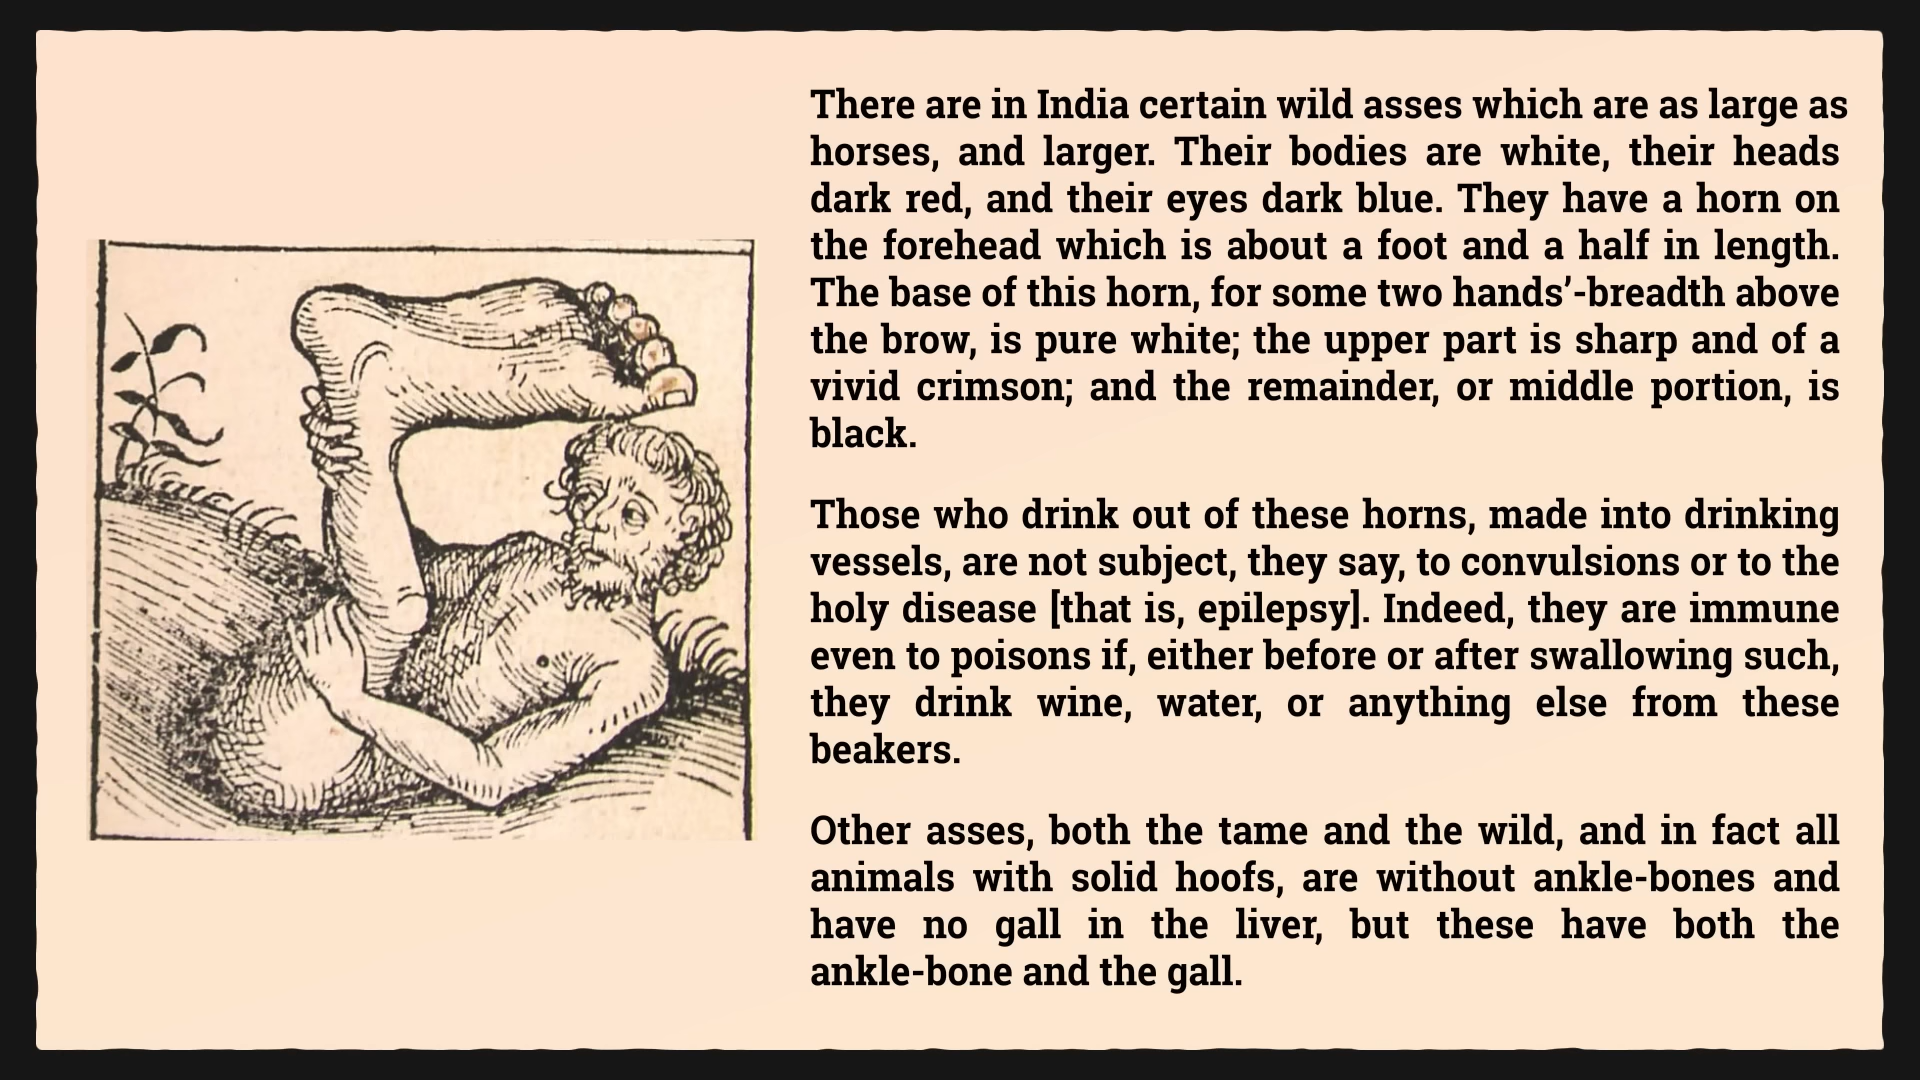 There are in India certain wild asses which are as large as
horses, and larger. Their bodies are white, their heads
dark red, and their eyes dark blue. They have a horn on
the forehead which is about a foot and a half in length.
The base of this horn, for some two hands’-breadth above
the brow, is pure white; the upper part is sharp and of a
vivid crimson; and the remainder, or middle portion, is
black.
Those who drink out of these horns, made into drinking
vessels, are not subject, they say, to convulsions or to the
holy disease [that is, epilepsy]. Indeed, they are immune
even to poisons if, either before or after swallowing such,
they drink wine, water, or anything else from these
beakers.
Other asses, both the tame and the wild, and in fact all
animals with solid hoofs, are without ankle-bones and
have no gall in the liver, but these have both the
ankle-bone and the gall.